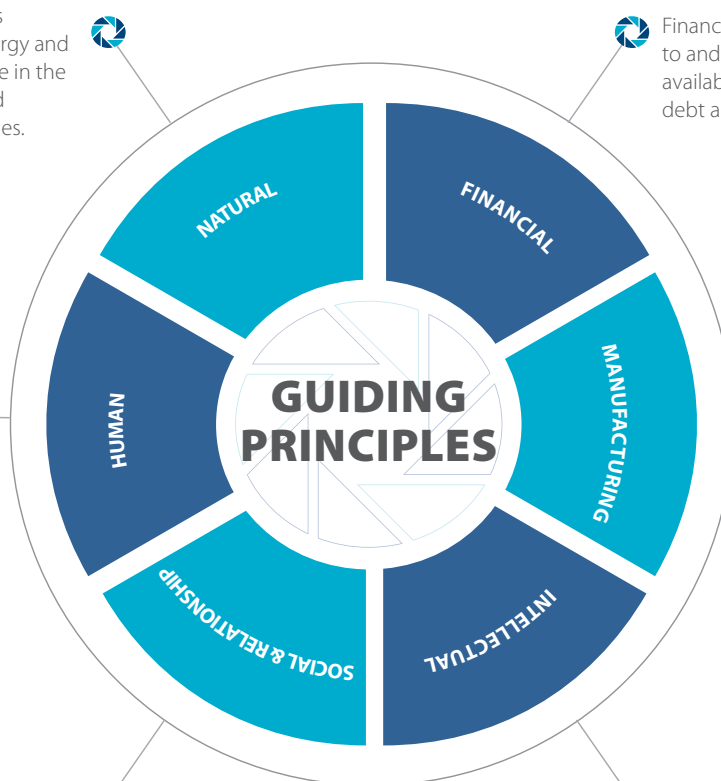 s
rgy and
e in the
d
es.
Financ
to and
availab
debt a
NATURAL
FINANCIAL
HUMAN
GUIDING
PRINCIPLES
MANUFACTURING
SOCIAL & RELATIONSHIP
INTELLECTUAL